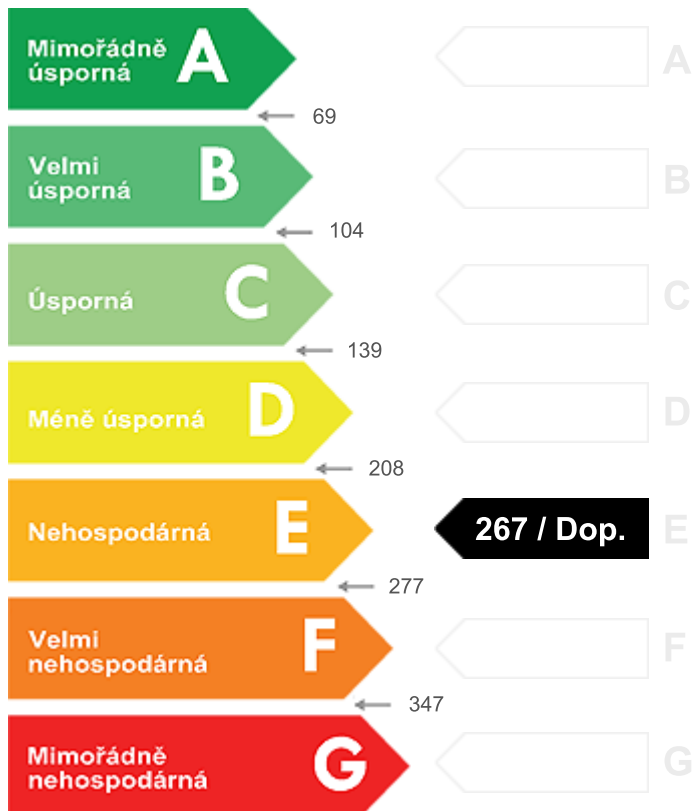 Mimořádně
úsporná
A
A
69
Velmi
úsporná
B
B
104
Úsporná
C
C
139
Méně úsporná
D
D
208
Nehospodárná
E
267 / Dop.
E
277
Velmi
nehospodárná
F
F
347
Mimořádně
nehospodárná
G
G